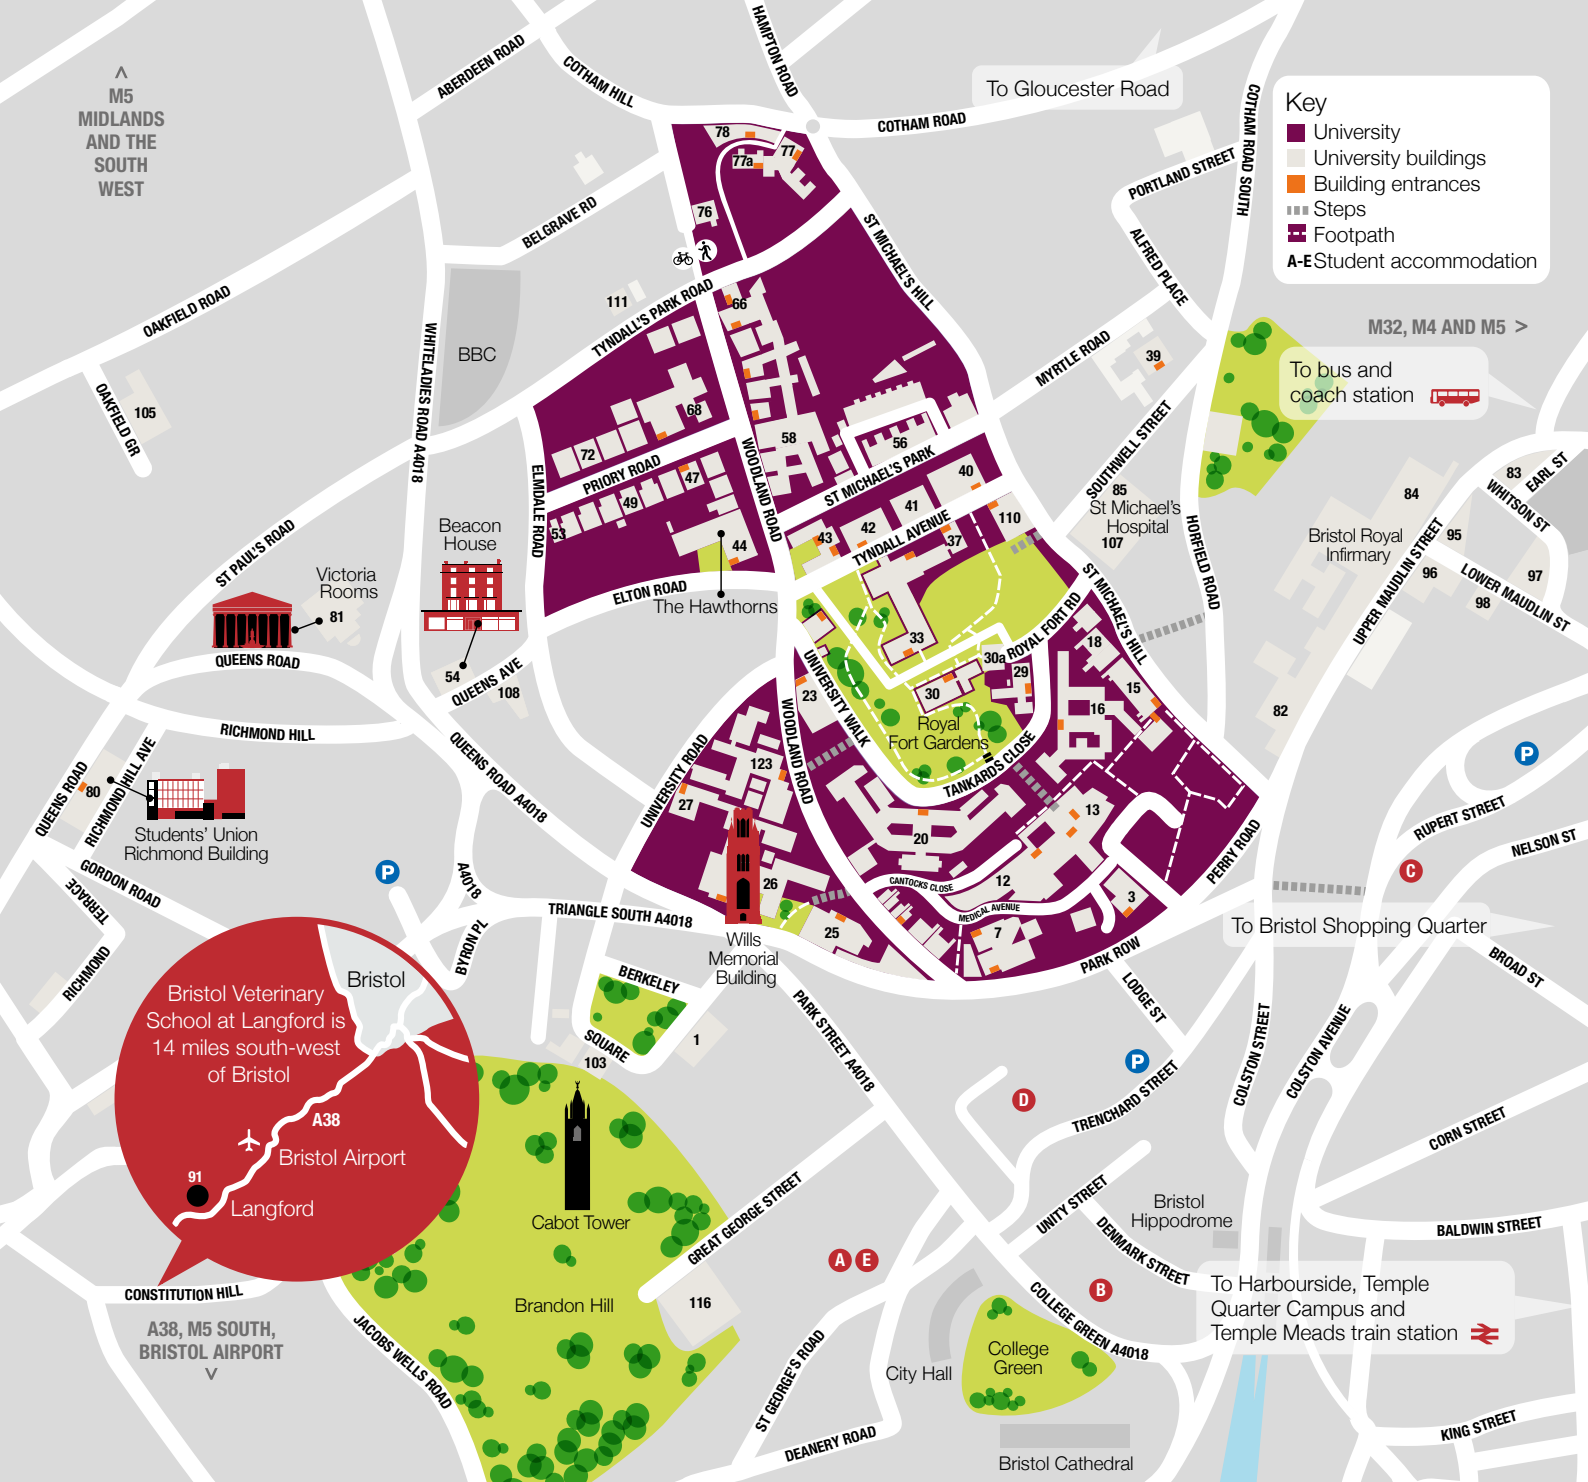 HAMPTON ROAD
ABERDEEN ROAD
COTHAM HILL
^
M5
MIDLANDS
AND THE
SOUTH
WEST
To Gloucester Road
COTHAM ROAD
COTHAM ROAD SOUTH
Key
University
University buildings
Building entrances
Steps
Footpath
A-E Student accommodation
78
77
77a
76
PORTLAND STREET
ALFRED PLACE
BELGRAVE RD
ST MICHAEL'S HILL
OAKFIELD ROAD
111
TYNDALL'S PARK ROAD
66
M32, M4 AND M5 >
To bus and
coach station
WHITELADIES ROAD A4018
BBC
MYRTLE ROAD
39
OAKFIELD GR
105
68
58
56
ST MICHAEL'S PARK
SOUTHWELL STREET
72
PRIORY ROAD
47
49
53
WOODLAND ROAD
ELMDALE ROAD
40
41
42
43
TYNDALL AVENUE
37
110
85
St Michael's
Hospital
107
HORFIELD ROAD
84
83
EARL ST
WHITSON ST
Bristol Royal
Infirmary
95
96
97
98
LOWER MAUDLIN ST
UPPER MAUDLIN STREET
ST PAUL'S ROAD
Beacon
House
44
ELTON ROAD
The Hawthorns
Victoria
Rooms
81
QUEENS ROAD
54
QUEENS AVE
108
33
30a
ROYAL FORT RD
ST MICHAEL'S HILL
18
29
15
16
30
Royal
Fort Gardens
TANKARDS CLOSE
UNIVERSITY WALK
23
WOODLAND ROAD
82
RICHMOND HILL
QUEENS ROAD A4018
UNIVERSITY ROAD
123
27
QUEENS ROAD
80
RICHMOND HILL AVE
Students' Union
Richmond Building
P
P
RUPERT STREET
NELSON ST
13
20
12
CANTOCKS CLOSE
MEDICAL AVENUE
PERRY ROAD
3
7
C
GORDON ROAD
TERRACE
RICHMOND
A4018
BYRON PL
TRIANGLE SOUTH A4018
26
25
Wills
Memorial
Building
PARK ROW
To Bristol Shopping Quarter
BROAD ST
LODGE ST
BERKELEY
SQUARE
1
103
PARK STREET A4018
COLSTON STREET
COLSTON AVENUE
P
D
TRENCHARD STREET
CORN STREET
Bristol
Bristol Veterinary
School at Langford is
14 miles south-west
of Bristol
A38
Bristol Airport
91
Langford
Cabot Tower
GREAT GEORGE STREET
UNITY STREET
DENMARK STREET
Bristol
Hippodrome
BALDWIN STREET
A
E
B
CONSTITUTION HILL
A38, M5 SOUTH,
BRISTOL AIRPORT
v
JACOBS WELLS ROAD
Brandon Hill
116
To Harbourside, Temple
Quarter Campus and
Temple Meads train station
COLLEGE GREEN A4018
College
Green
City Hall
ST GEORGE'S ROAD
DEANERY ROAD
KING STREET
Bristol Cathedral